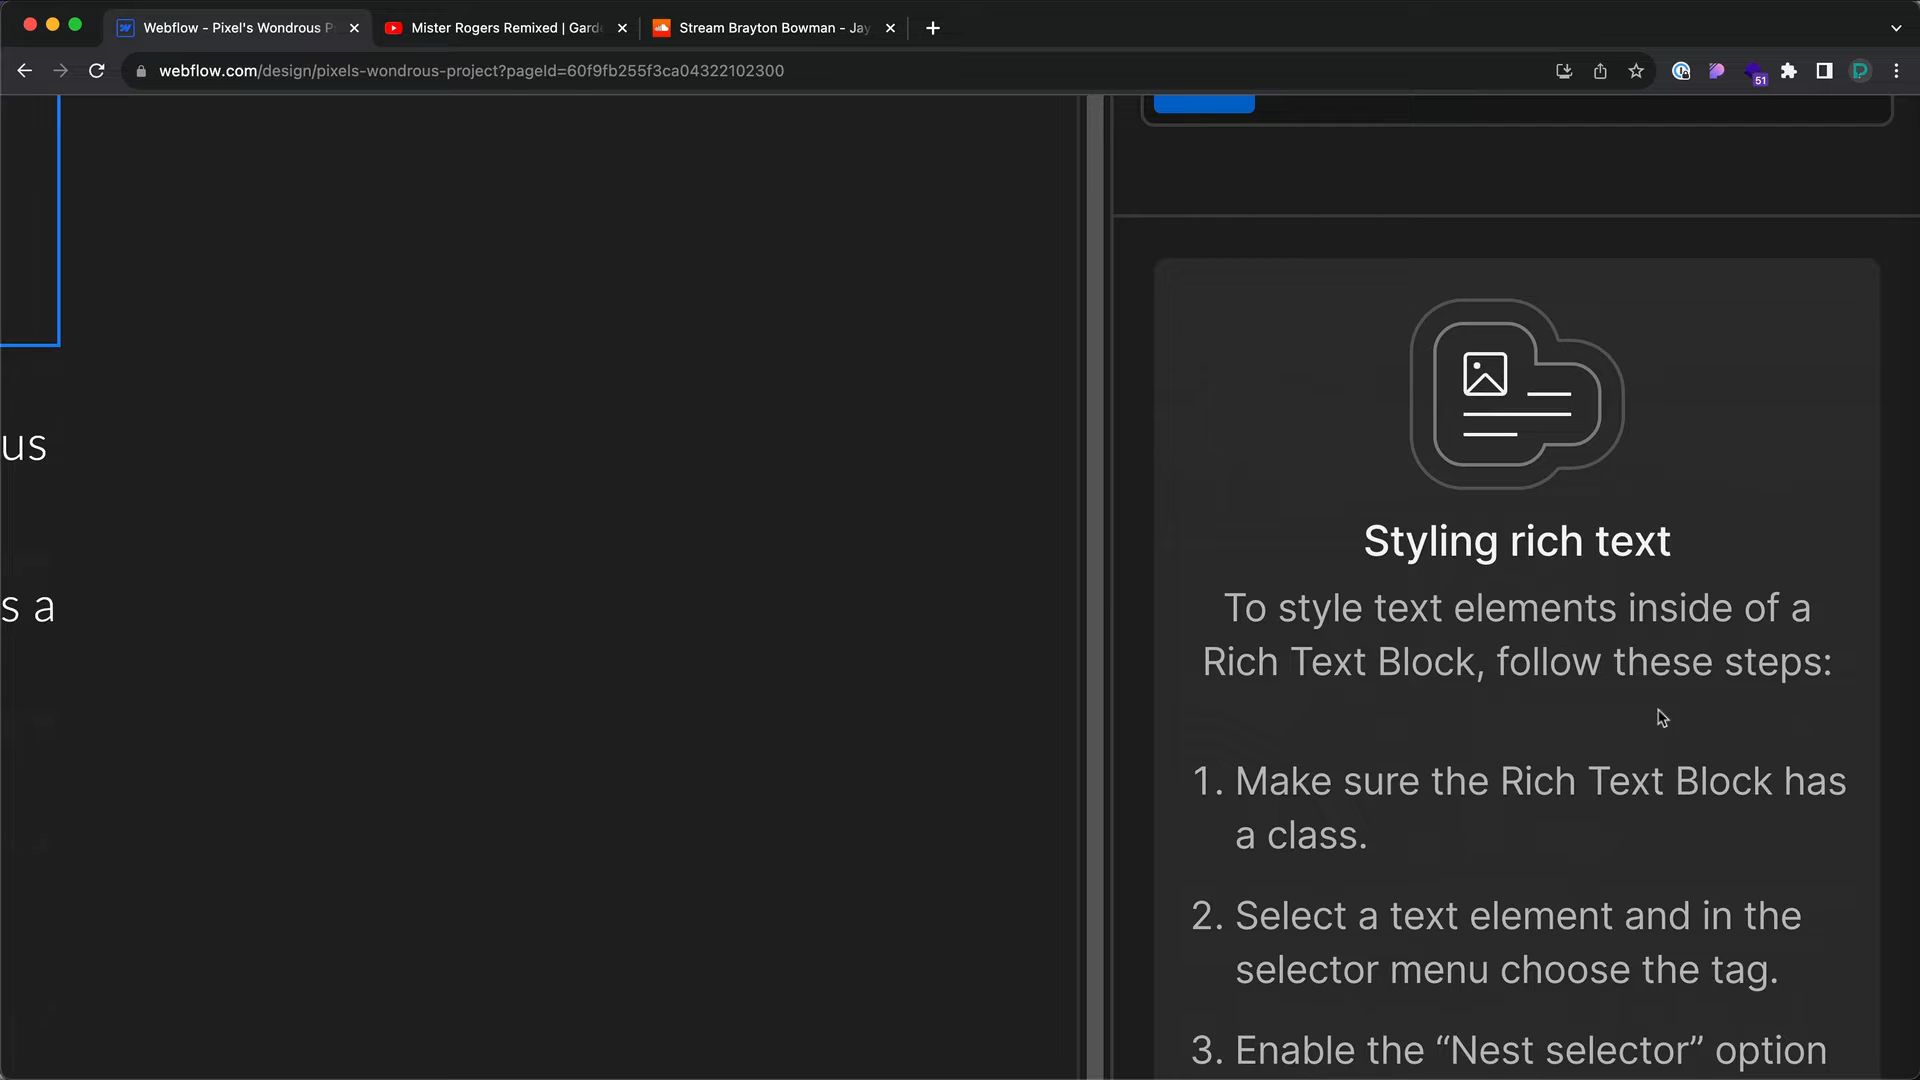 Webflow - Pixel's Wondrous P
Mister Rogers Remixed | Garde
Stream Brayton Bowman - Jay
webflow.com/design/pixels-wondrous-project?pageId=60f9fb255f3ca04322102300
51
us
s a
Styling rich text
To style text elements inside of a
Rich Text Block, follow these steps:
1. Make sure the Rich Text Block has
a class.
2. Select a text element and in the
selector menu choose the tag.
3. Enable the “Nest selector” option